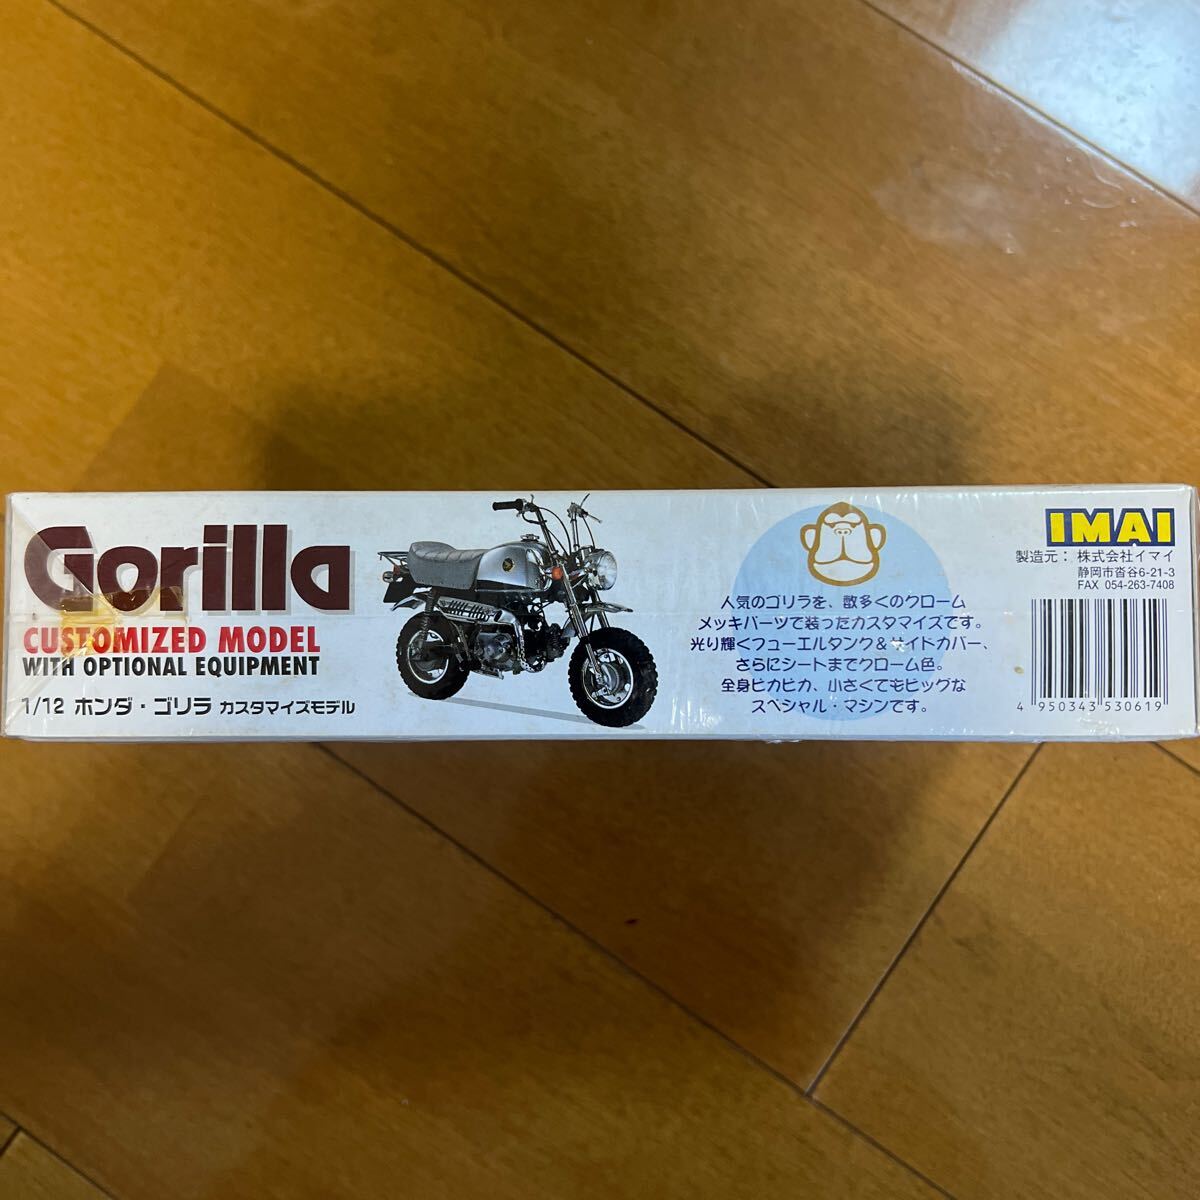 Gorilla
CUSTOMIZED MODEL
WITH OPTIONAL EQUIPMENT
1/12 ホンダ・ゴリラ カスタマイズモデル
人気のゴリラを、数多くのクローム
メッキパーツで装ったカスタマイズです。
光り輝くフューエルタンク&サイドカバー、
さらにシートまでクローム色。
全身ピカピカ、小さくてもビッグな
スペシャル・マシンです。
IMAI
製造元：株式会社イマイ
静岡市沓谷6-21-3
FAX 054-263-7408
4 950343 530619